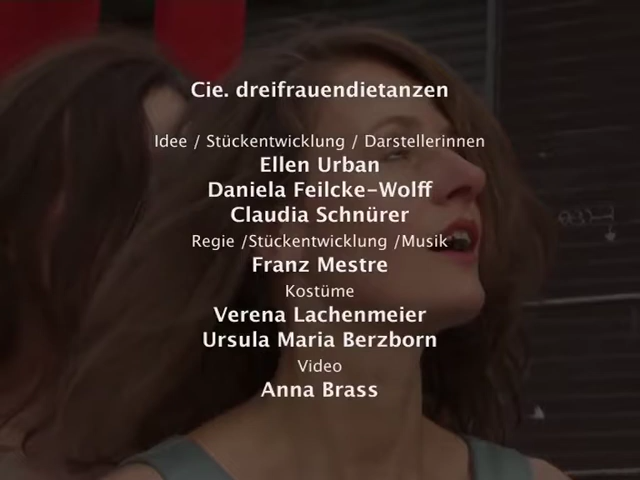 Cie. dreifrauendietanzen
Idee / Stückentwicklung / Darstellerinnen
Ellen Urban
Daniela Feilcke-Wolff
Claudia Schnürer
Regie /Stückentwicklung /Musik
Franz Mestre
Kostüme
Verena Lachenmeier
Ursula Maria Berzborn
Video
Anna Brass